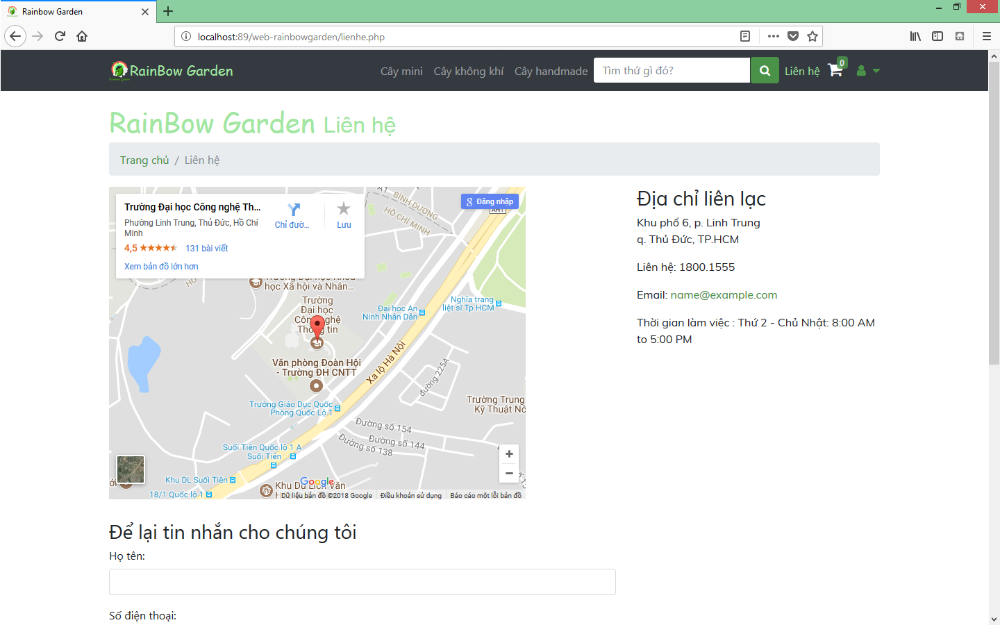 Rainbow Garden
localhost:89/web-rainbowgarden/lienhe.php
RainBow Garden
Cây mini
Cây không khí
Cây handmade
Tìm thứ gì đó?
Liên hệ
0
RainBow Garden Liên hệ
Trang chủ / Liên hệ
Trường Đại học Công nghệ Th...
Phường Linh Trung, Thủ Đức, Hồ Chí
Minh
4,5
131 bài viết
Xem bản đồ lớn hơn
Chỉ đườ...
Lưu
Đăng nhập
A1
BÌNH DƯƠNG
HỒ CHÍ MINH
AH1
học Xã hội và Nhân...
Trường
Đại học
Công nghệ
Thông tin
Đại học An
Ninh Nhân Dân
Nghĩa trang
liệt sĩ Tp.HCM
Văn phòng Đoàn Hội
- Trường ĐH CNTT
Xa lộ Hà Nội
đường 225A
Trường Giáo Dục Quốc
Phòng Quốc Lộ 1
Trường Trung
Kỹ Thuật Nô
Đường số 154
Đường số 144
Đường số 138
Suối Tiên Quốc lộ 1 A
Suối Tiên
Khu DL Suối Tiên
18/1 Quốc lộ 1
Google
Khu Du Lịch Văn
Dữ liệu bản đồ ©2018 Google
Điều khoản sử dụng
Báo cáo một lỗi bản đồ
Địa chỉ liên lạc
Khu phố 6, p. Linh Trung
q. Thủ Đức, TP.HCM
Liên hệ: 1800.1555
Email: name@example.com
Thời gian làm việc : Thứ 2 - Chủ Nhật: 8:00 AM
to 5:00 PM
Để lại tin nhắn cho chúng tôi
Họ tên:
Số điện thoại: